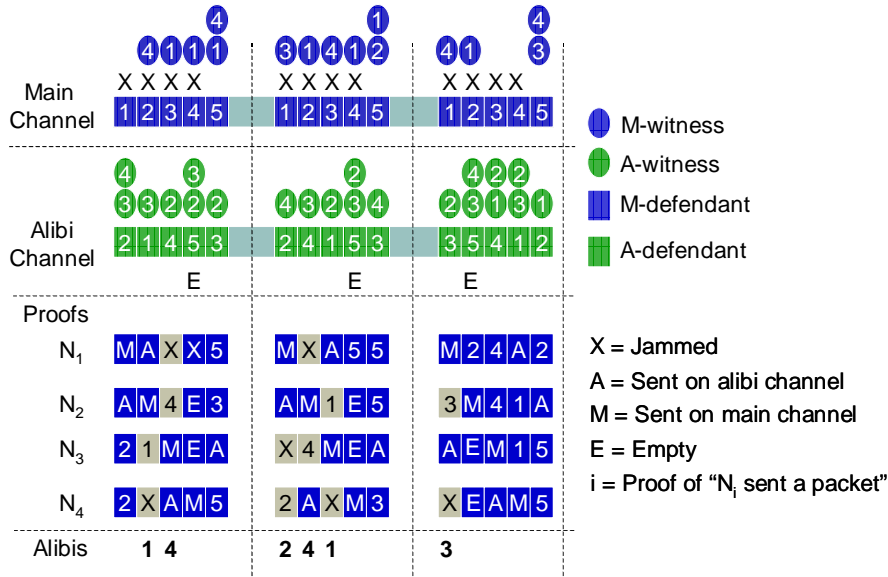 4 4 1 1 1
3 1 4 1 1 2
4 1 4 3
X X X X X X X X X X X X
Main Channel
1 2 3 4 5 1 2 3 4 5 1 2 3 4 5
M-witness
A-witness
M-defendant
A-defendant
4 3 2 4 2 2
3 3 2 2 2 4 3 2 3 4 2 3 1 3 1
Alibi Channel
2 1 4 5 3 2 4 1 5 3 3 5 4 1 2
E E E
Proofs
N1 M A X X 5 M X A 5 5 M 2 4 A 2
N2 A M 4 E 3 A M 1 E 5 3 M 4 1 A
N3 2 1 M E A X 4 M E A A E M 1 5
N4 2 X A M 5 2 A X M 3 X E A M 5
Alibis 1 4 2 4 1 3
X = Jammed
A = Sent on alibi channel
M = Sent on main channel
E = Empty
i = Proof of “Ni sent a packet”